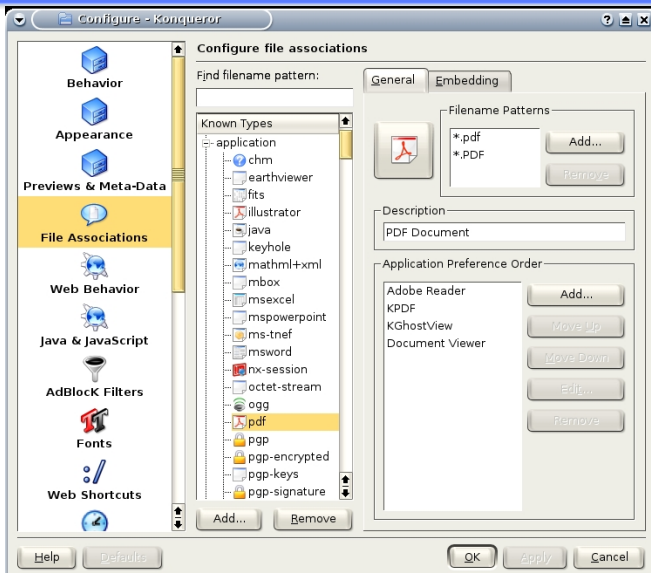 Configure - Konqueror
Behavior
Appearance
Previews & Meta-Data
File Associations
Web Behavior
Java & JavaScript
AdBlocK Filters
Fonts
Web Shortcuts
Configure file associations
Find filename pattern:
Known Types
application
chm
earthviewer
fits
illustrator
java
keyhole
mathml+xml
mbox
msexcel
mspowerpoint
ms-tnef
msword
nx-session
octet-stream
ogg
pdf
pgp
pgp-encrypted
pgp-keys
pgp-signature
Add...
Remove
General
Embedding
Filename Patterns
*.pdf
*.PDF
Add...
Remove
Description
PDF Document
Application Preference Order
Adobe Reader
KPDF
KGhostView
Document Viewer
Add...
Move Up
Move Down
Edit...
Remove
Help
Defaults
OK
Apply
Cancel